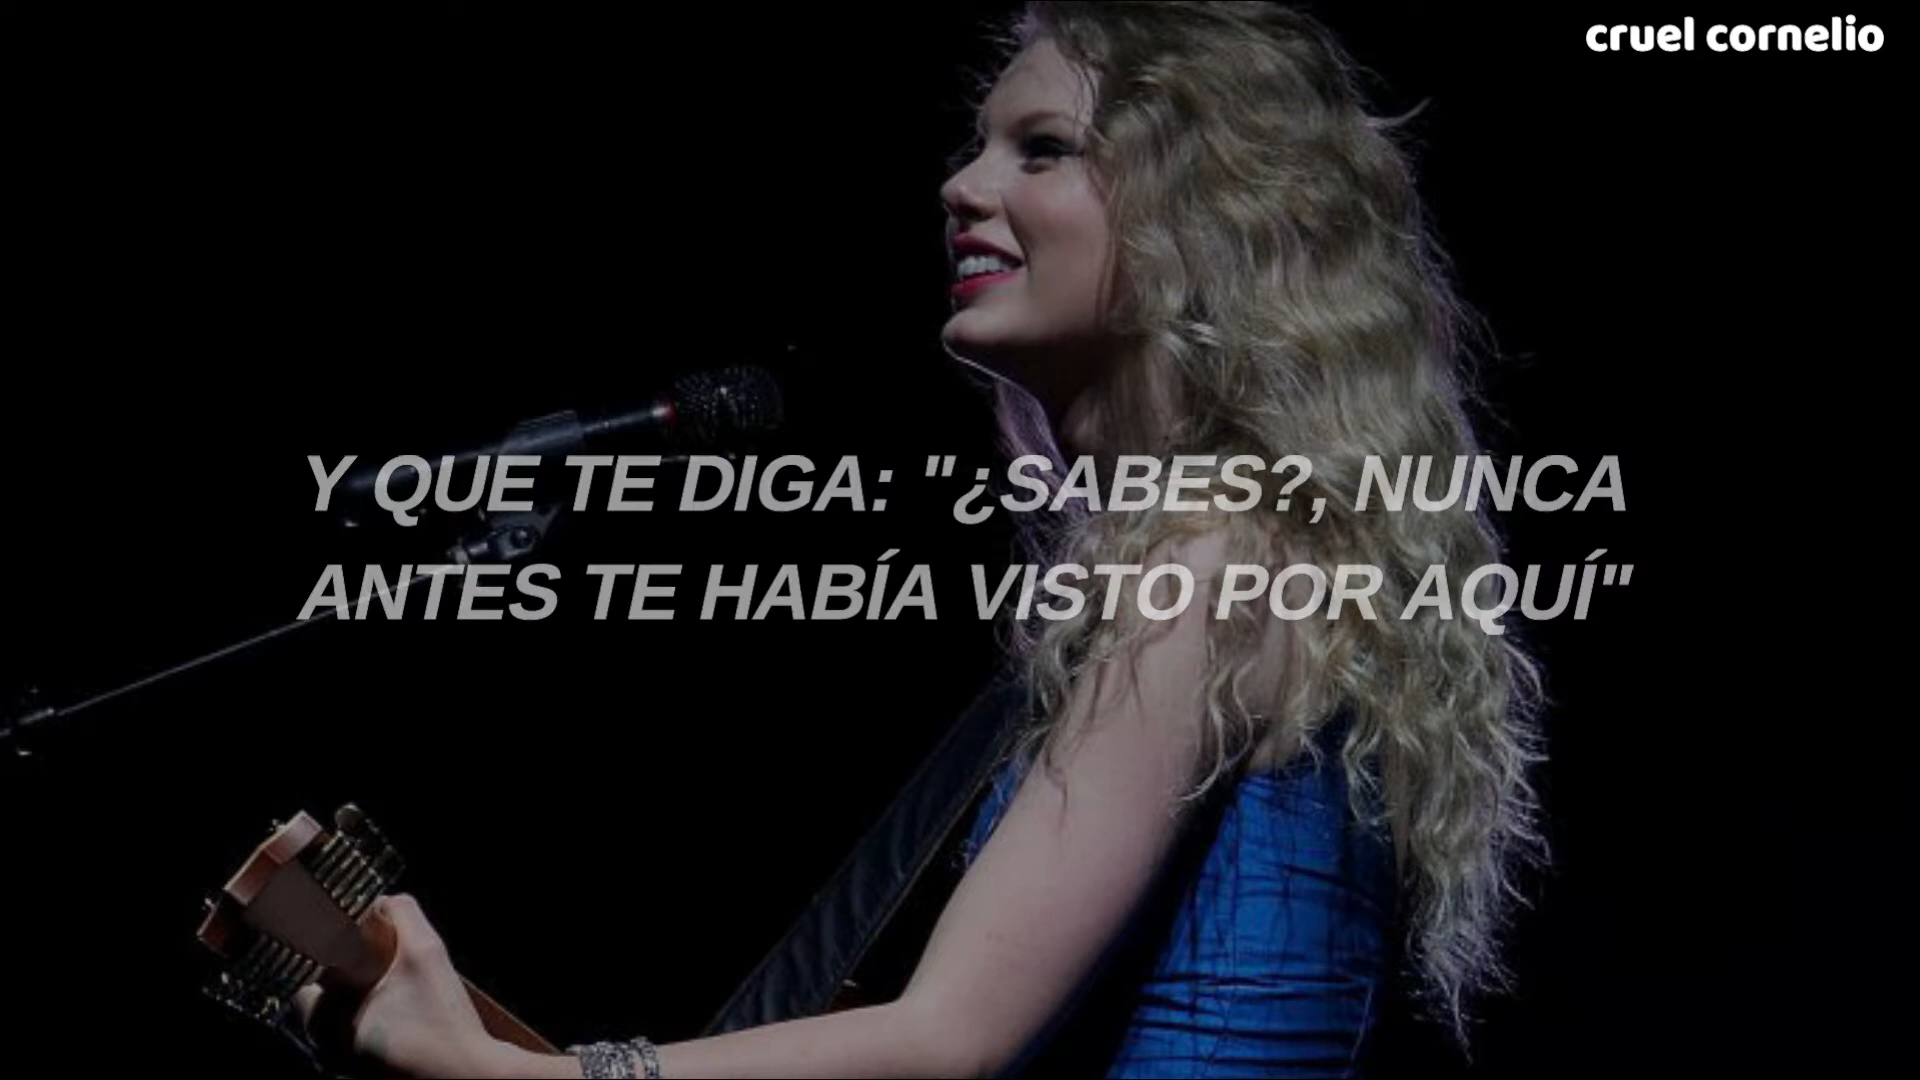 cruel cornelio
Y QUE TE DIGA: "¿SABES?, NUNCA
ANTES TE HABÍA VISTO POR AQUÍ"